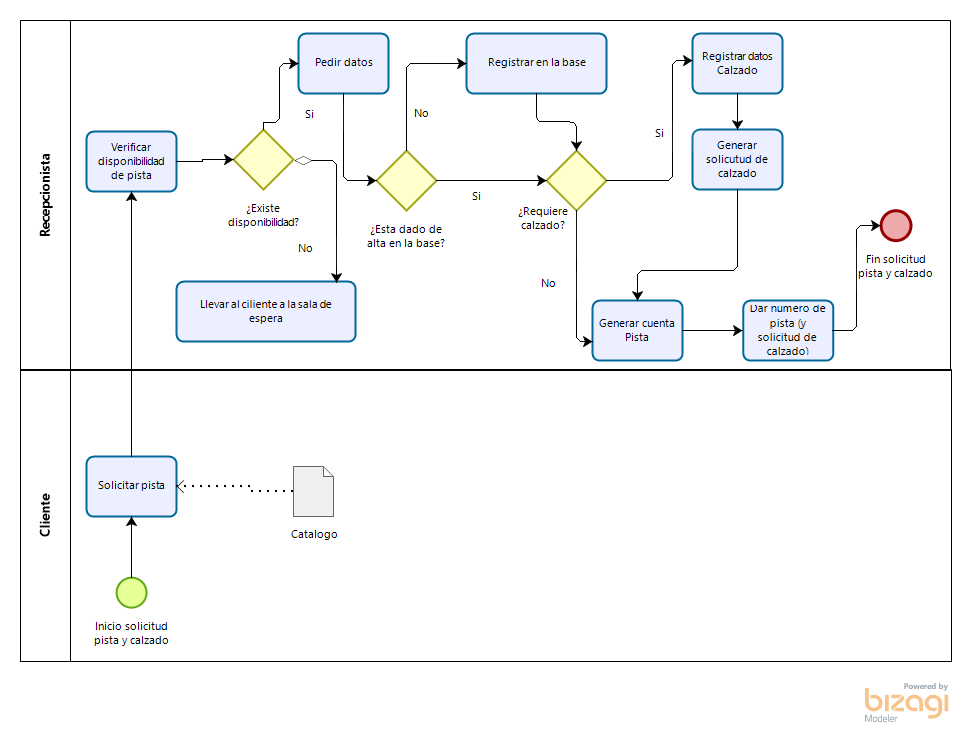 Recepcionista
Pedir datos
Registrar en la base
Registrar datos
Calzado
Si
No
Si
Verificar
disponibilidad
de pista
Generar
solicutud de
calzado
¿Existe
disponibilidad?
¿Esta dado de
alta en la base?
Si
¿Requiere
calzado?
No
No
Fin solicitud
pista y calzado
Llevar al ciliente a la sala de
espera
Generar cuenta
Pista
Dar numero de
pista (y
solicitud de
calzado)
Cliente
Solicitar pista
Catalogo
Inicio solicitud
pista y calzado
Powered by
bizagi
Modeler